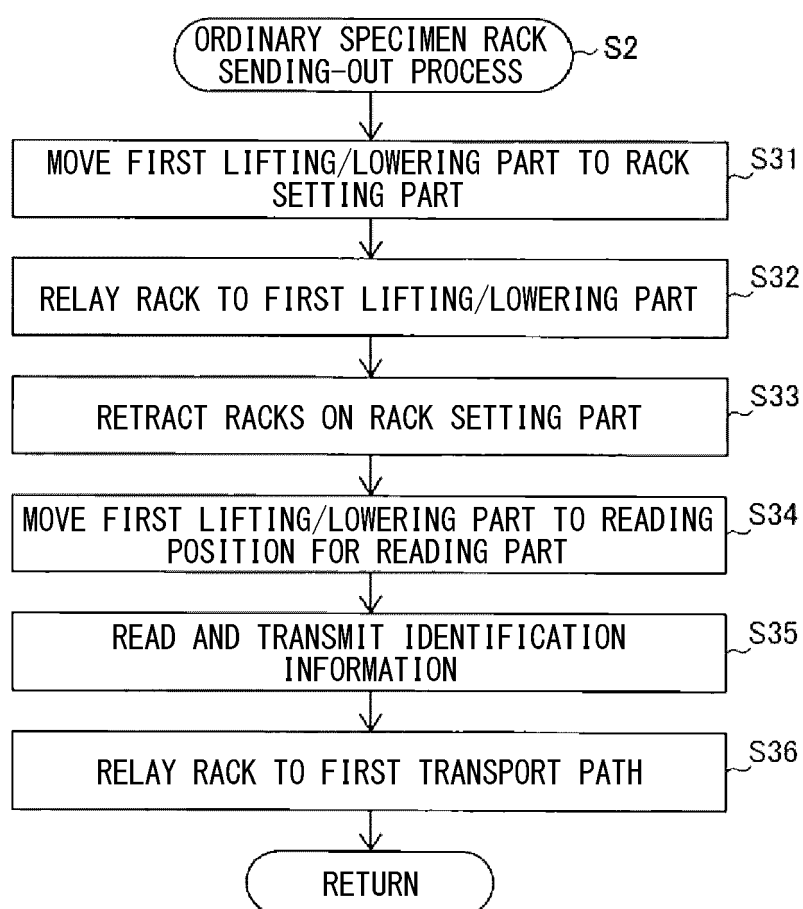 ORDINARY SPECIMEN RACK
SENDING-OUT PROCESS
S2
MOVE FIRST LIFTING/LOWERING PART TO RACK
SETTING PART
S31
RELAY RACK TO FIRST LIFTING/LOWERING PART
S32
RETRACT RACKS ON RACK SETTING PART
S33
MOVE FIRST LIFTING/LOWERING PART TO READING
POSITION FOR READING PART
S34
READ AND TRANSMIT IDENTIFICATION
INFORMATION
S35
RELAY RACK TO FIRST TRANSPORT PATH
S36
RETURN